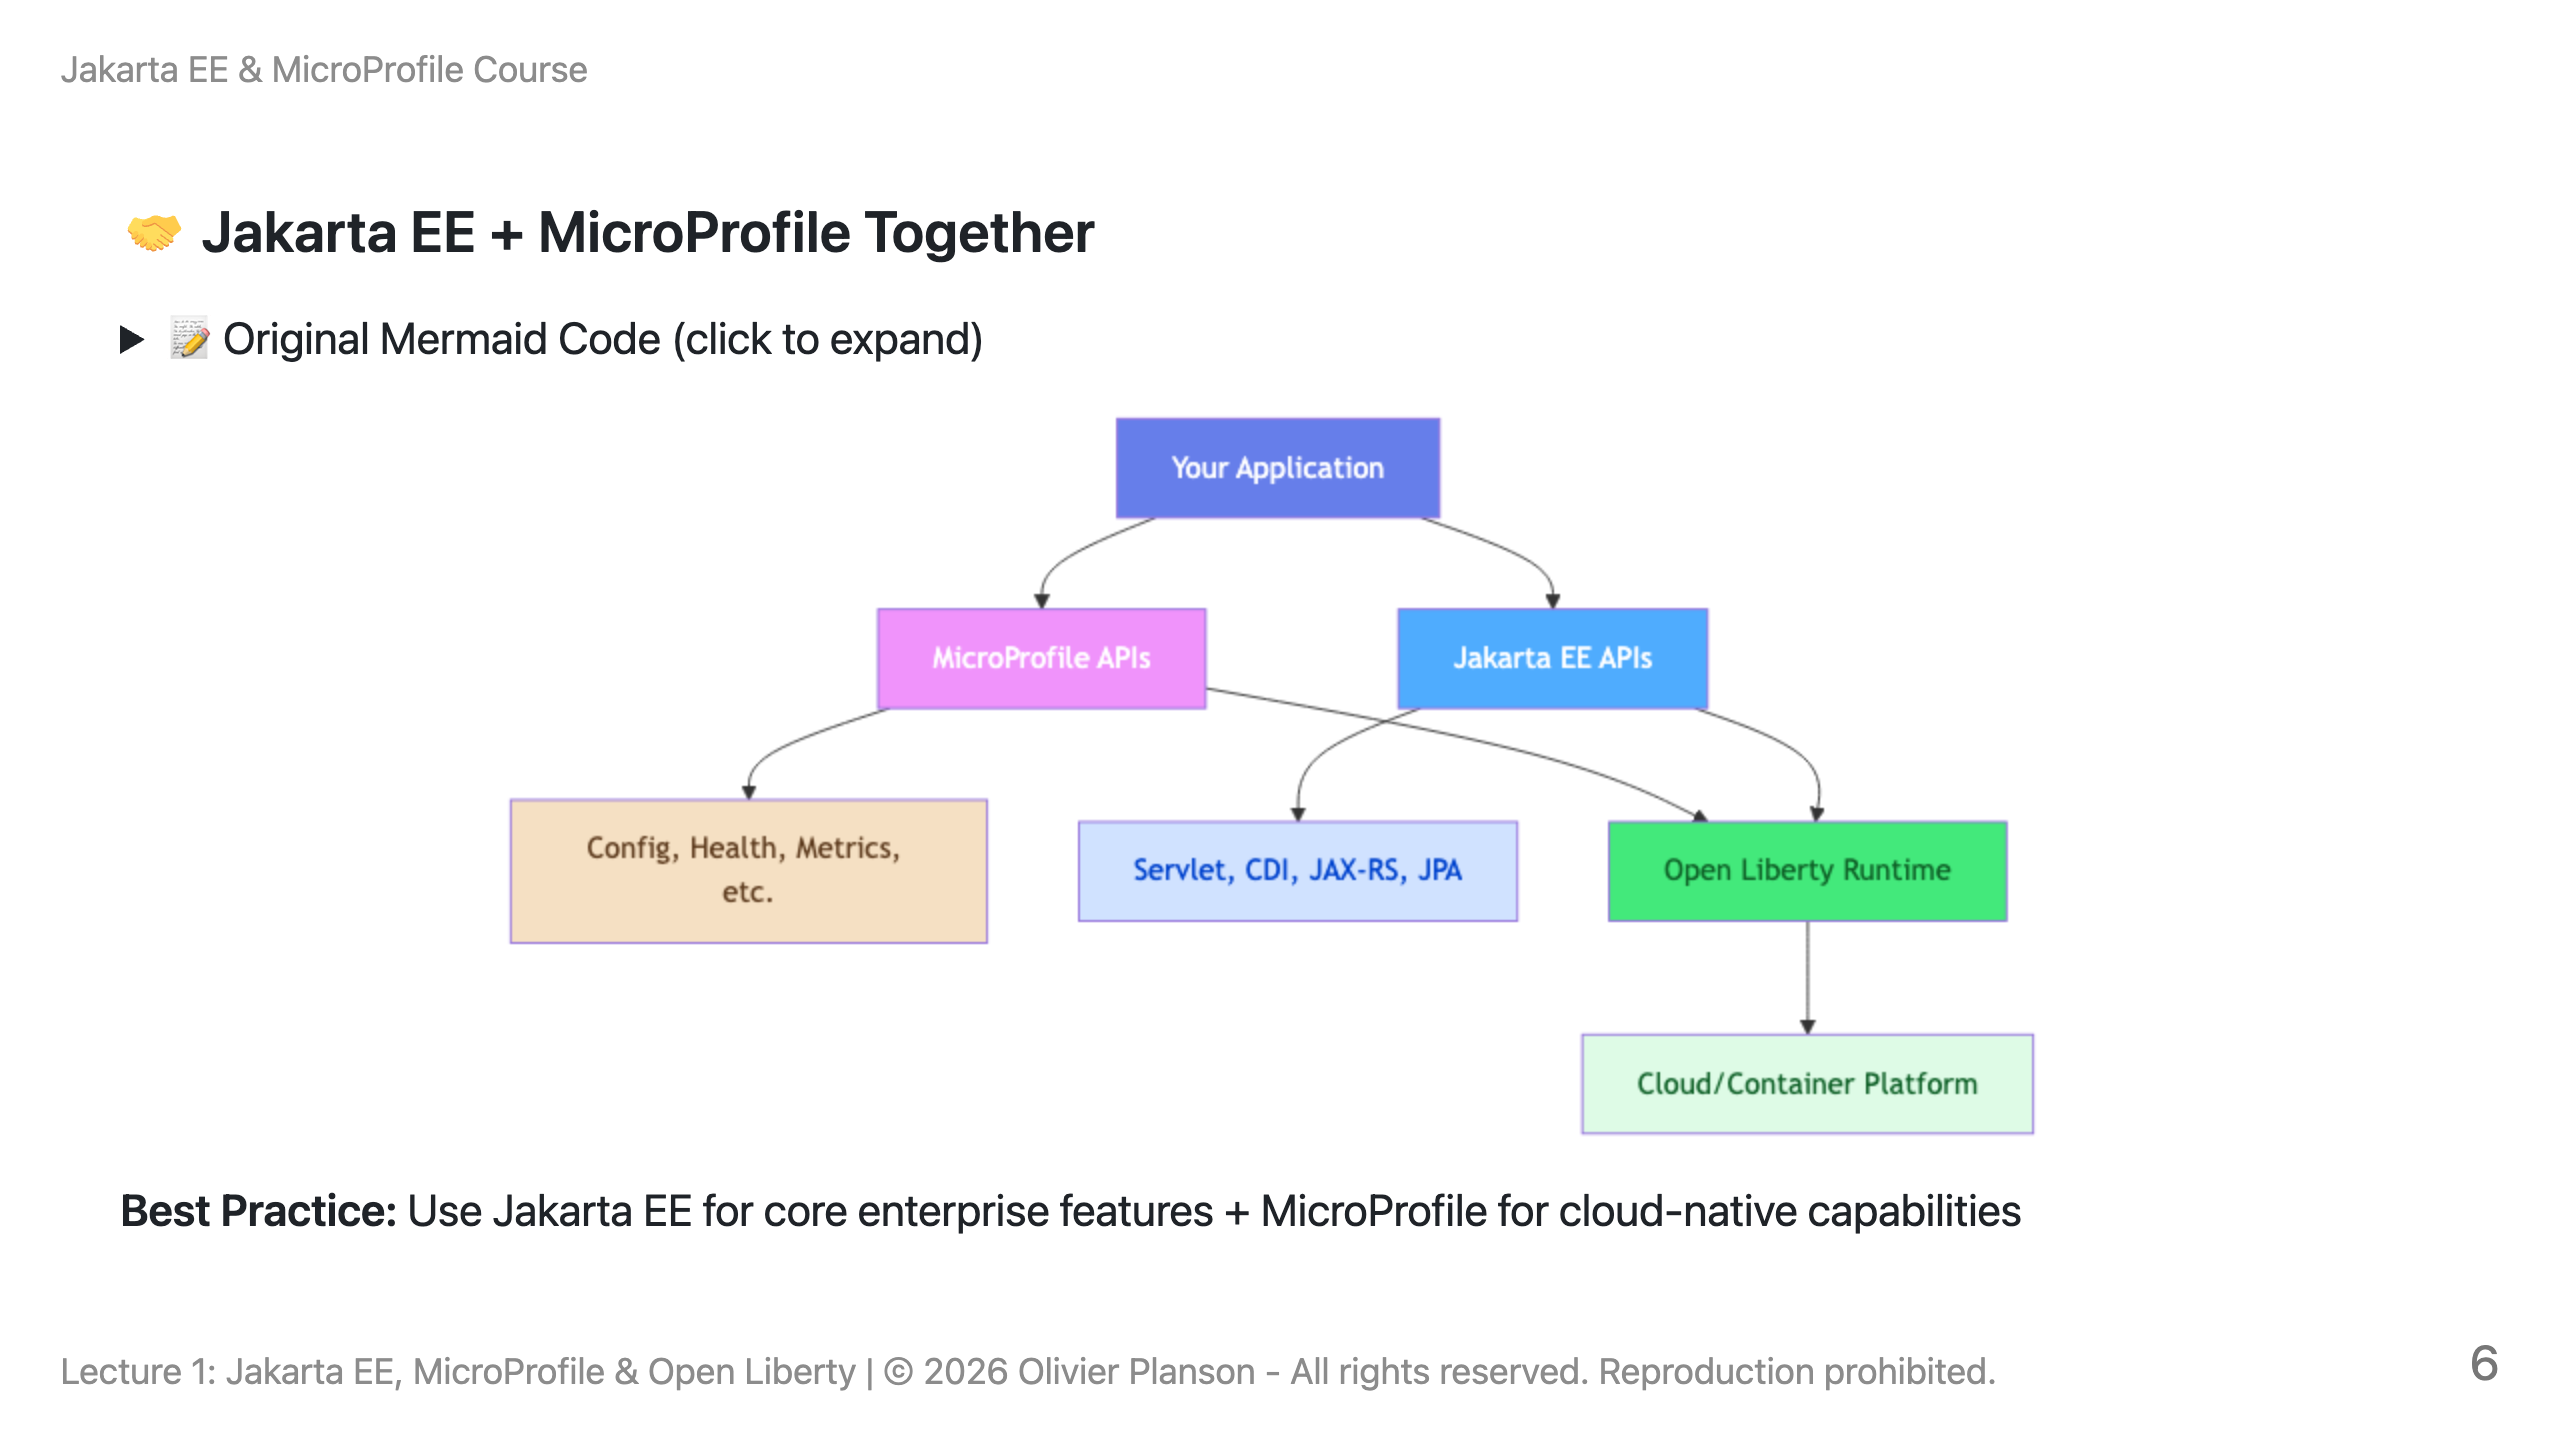 Jakarta EE & MicroProfile Course
🤝 Jakarta EE + MicroProfile Together
▶ 📝 Original Mermaid Code (click to expand)
Your Application
MicroProfile APIs
Jakarta EE APIs
Config, Health, Metrics,
etc.
Servlet, CDI, JAX-RS, JPA
Open Liberty Runtime
Cloud/Container Platform
Best Practice: Use Jakarta EE for core enterprise features + MicroProfile for cloud-native capabilities
Lecture 1: Jakarta EE, MicroProfile & Open Liberty | © 2026 Olivier Planson - All rights reserved. Reproduction prohibited.
6